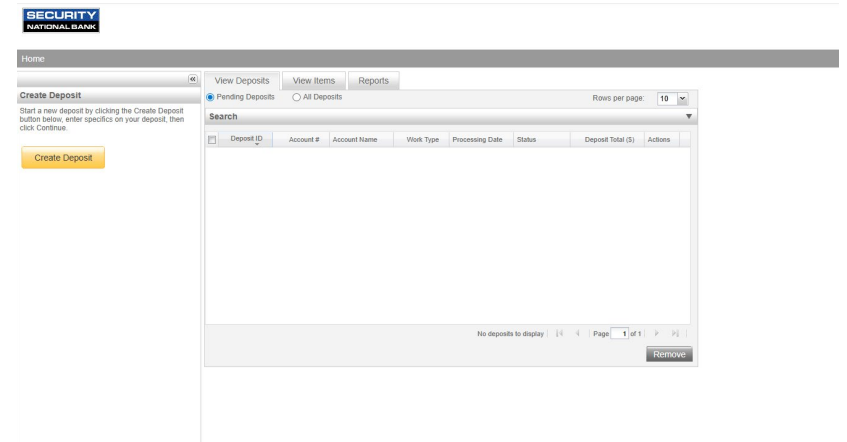 SECURITY
NATIONAL BANK
Home
View Deposits View Items Reports
Create Deposit
Start a new deposit by clicking the Create Deposit
button below, enter specifics on your deposit, then
click Continue.
Create Deposit
Pending Deposits All Deposits Rows per page: 10
Search
Deposit ID Account # Account Name Work Type Processing Date Status Deposit Total ($) Actions
No deposits to display Page 1 of 1
Remove